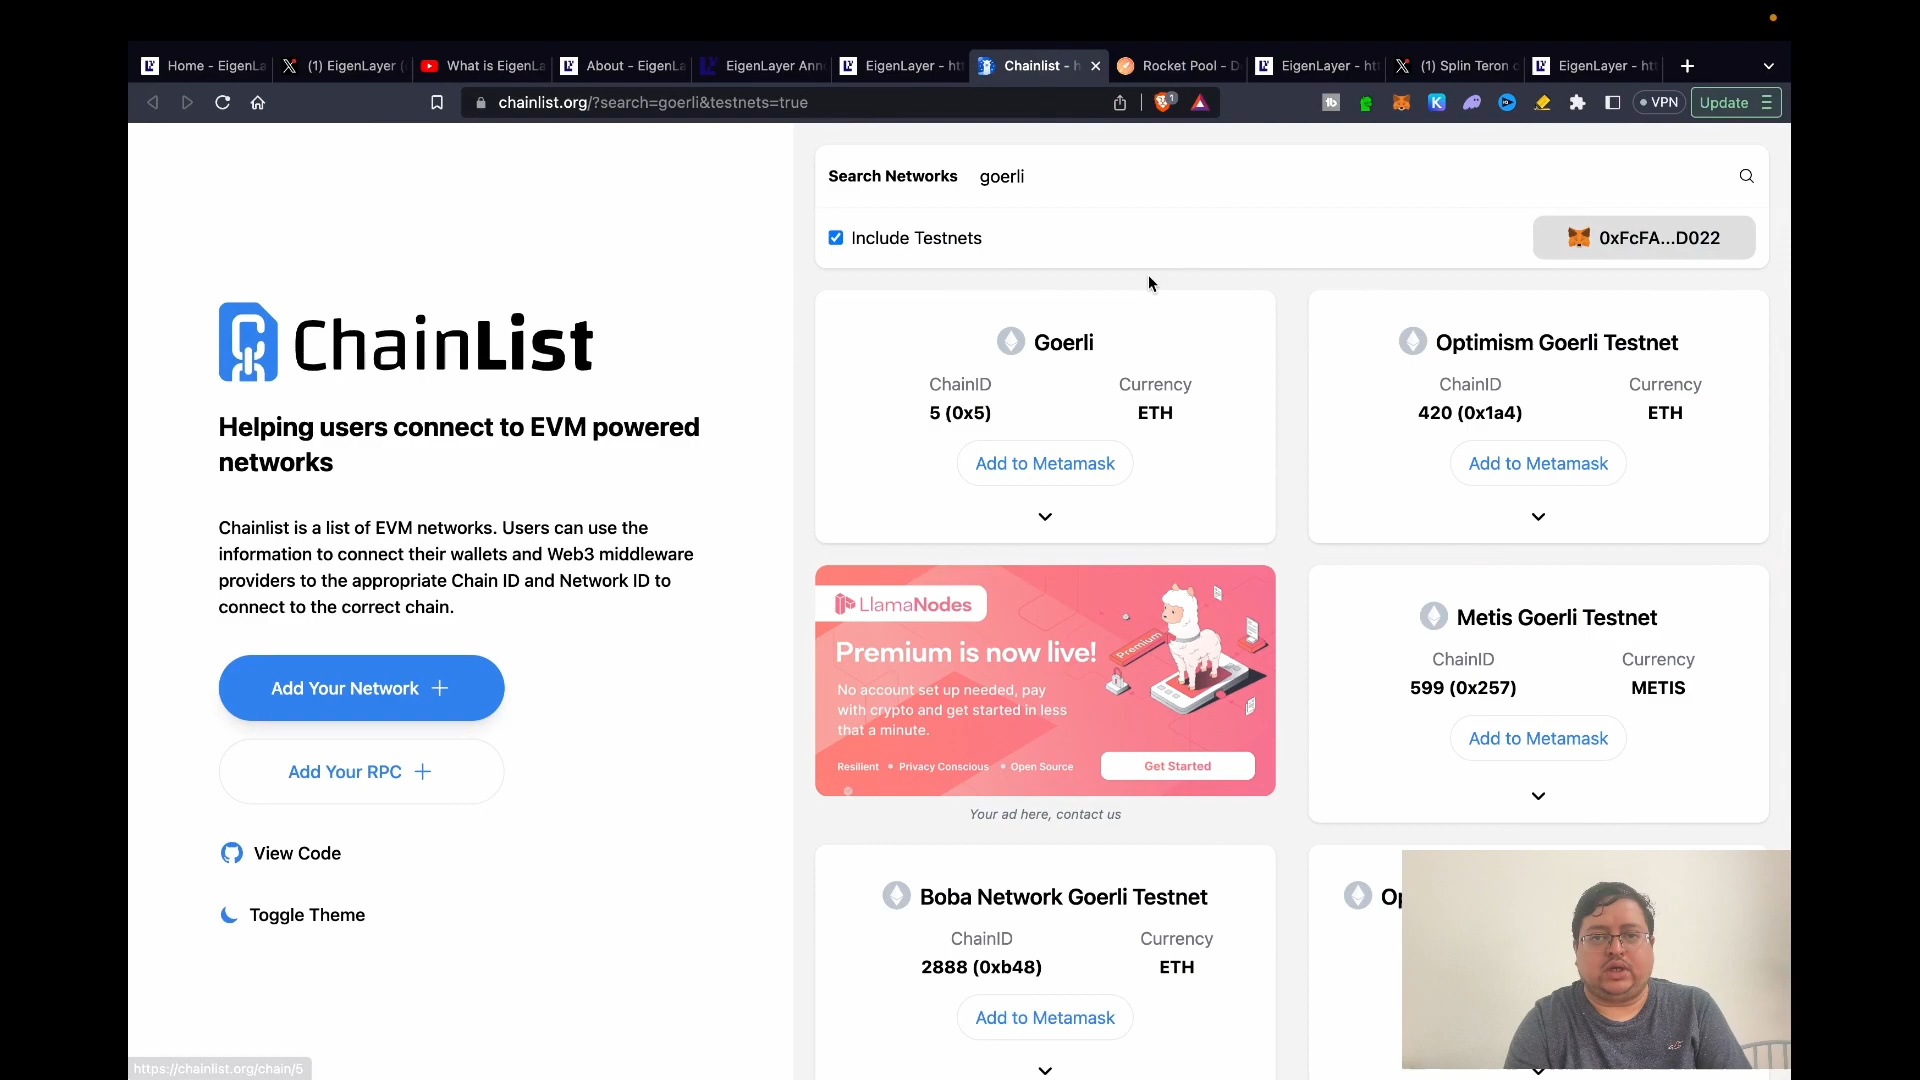 Home - EigenLa
(1) EigenLayer (
What is EigenLa
About - EigenLa
EigenLayer Ann
EigenLayer - htt
Chainlist - h
Rocket Pool - D
EigenLayer - htt
(1) Splin Teron o
EigenLayer - htt
chainlist.org/?search=goerli&testnets=true
1
VPN
Update
Search Networks goerli
Include Testnets
0xFcFA...D022
ChainList
Helping users connect to EVM powered
networks
Chainlist is a list of EVM networks. Users can use the
information to connect their wallets and Web3 middleware
providers to the appropriate Chain ID and Network ID to
connect to the correct chain.
Add Your Network
Add Your RPC
View Code
Toggle Theme
Goerli
ChainID Currency
5 (0x5) ETH
Add to Metamask
Optimism Goerli Testnet
ChainID Currency
420 (0x1a4) ETH
Add to Metamask
LlamaNodes
Premium is now live!
No account set up needed, pay
with crypto and get started in less
that a minute.
Resilient • Privacy Conscious • Open Source
Get Started
Premium
Your ad here, contact us
Metis Goerli Testnet
ChainID Currency
599 (0x257) METIS
Add to Metamask
Boba Network Goerli Testnet
ChainID Currency
2888 (0xb48) ETH
Add to Metamask
Op
https://chainlist.org/chain/5